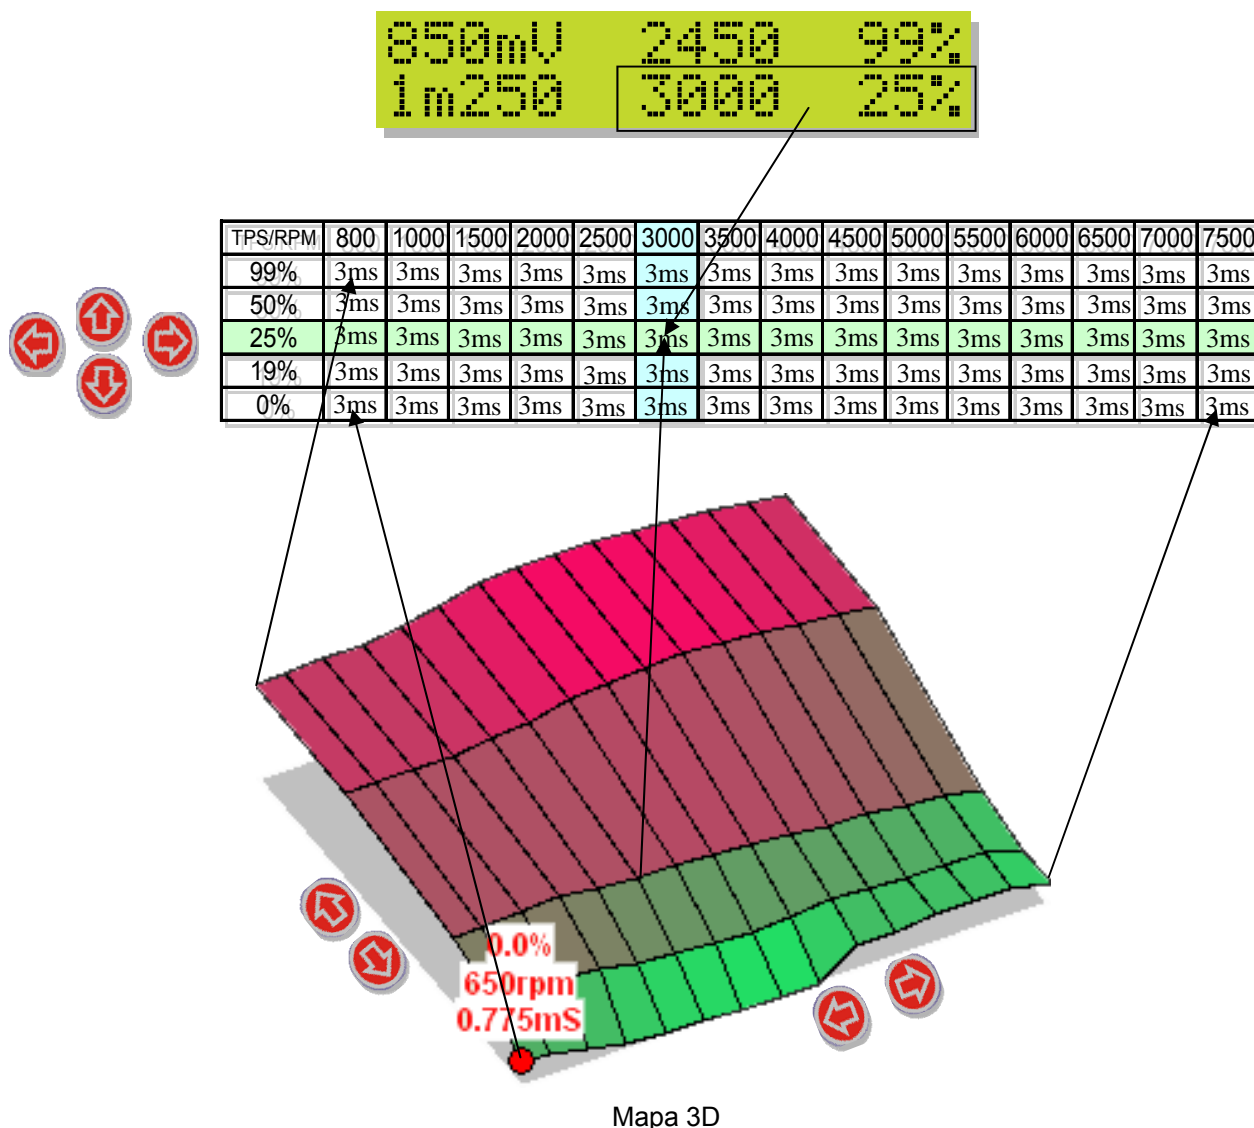 850mV 2450 99%
1m250 3000 25%
TPS/RPM 800 1000 1500 2000 2500 3000 3500 4000 4500 5000 5500 6000 6500 7000 7500
99% 3ms 3ms 3ms 3ms 3ms 3ms 3ms 3ms 3ms 3ms 3ms 3ms 3ms 3ms 3ms
50% 3ms 3ms 3ms 3ms 3ms 3ms 3ms 3ms 3ms 3ms 3ms 3ms 3ms 3ms 3ms
25% 3ms 3ms 3ms 3ms 3ms 3ms 3ms 3ms 3ms 3ms 3ms 3ms 3ms 3ms 3ms
19% 3ms 3ms 3ms 3ms 3ms 3ms 3ms 3ms 3ms 3ms 3ms 3ms 3ms 3ms 3ms
0% 3ms 3ms 3ms 3ms 3ms 3ms 3ms 3ms 3ms 3ms 3ms 3ms 3ms 3ms 3ms
0.0%
650rpm
0.775mS
Mapa 3D